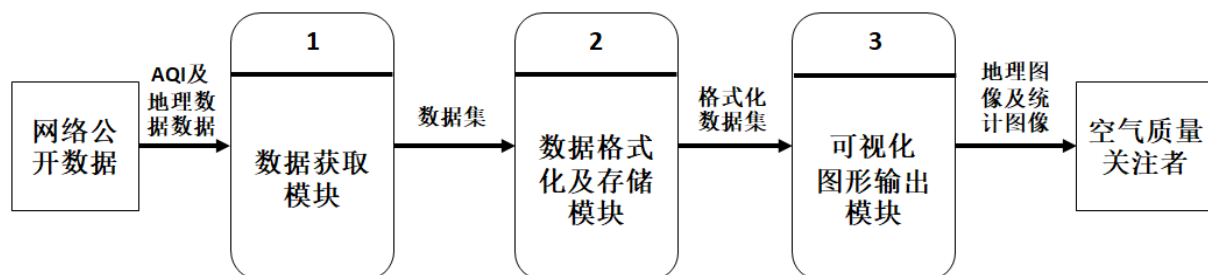 网络公
开数据
AQI及
地理数
据数据
1
数据获取
模块
数据集
2
数据格式
化及存储
模块
格式化
数据集
3
可视化
图形输出
模块
地理图
像及统
计图像
空气质量
关注者